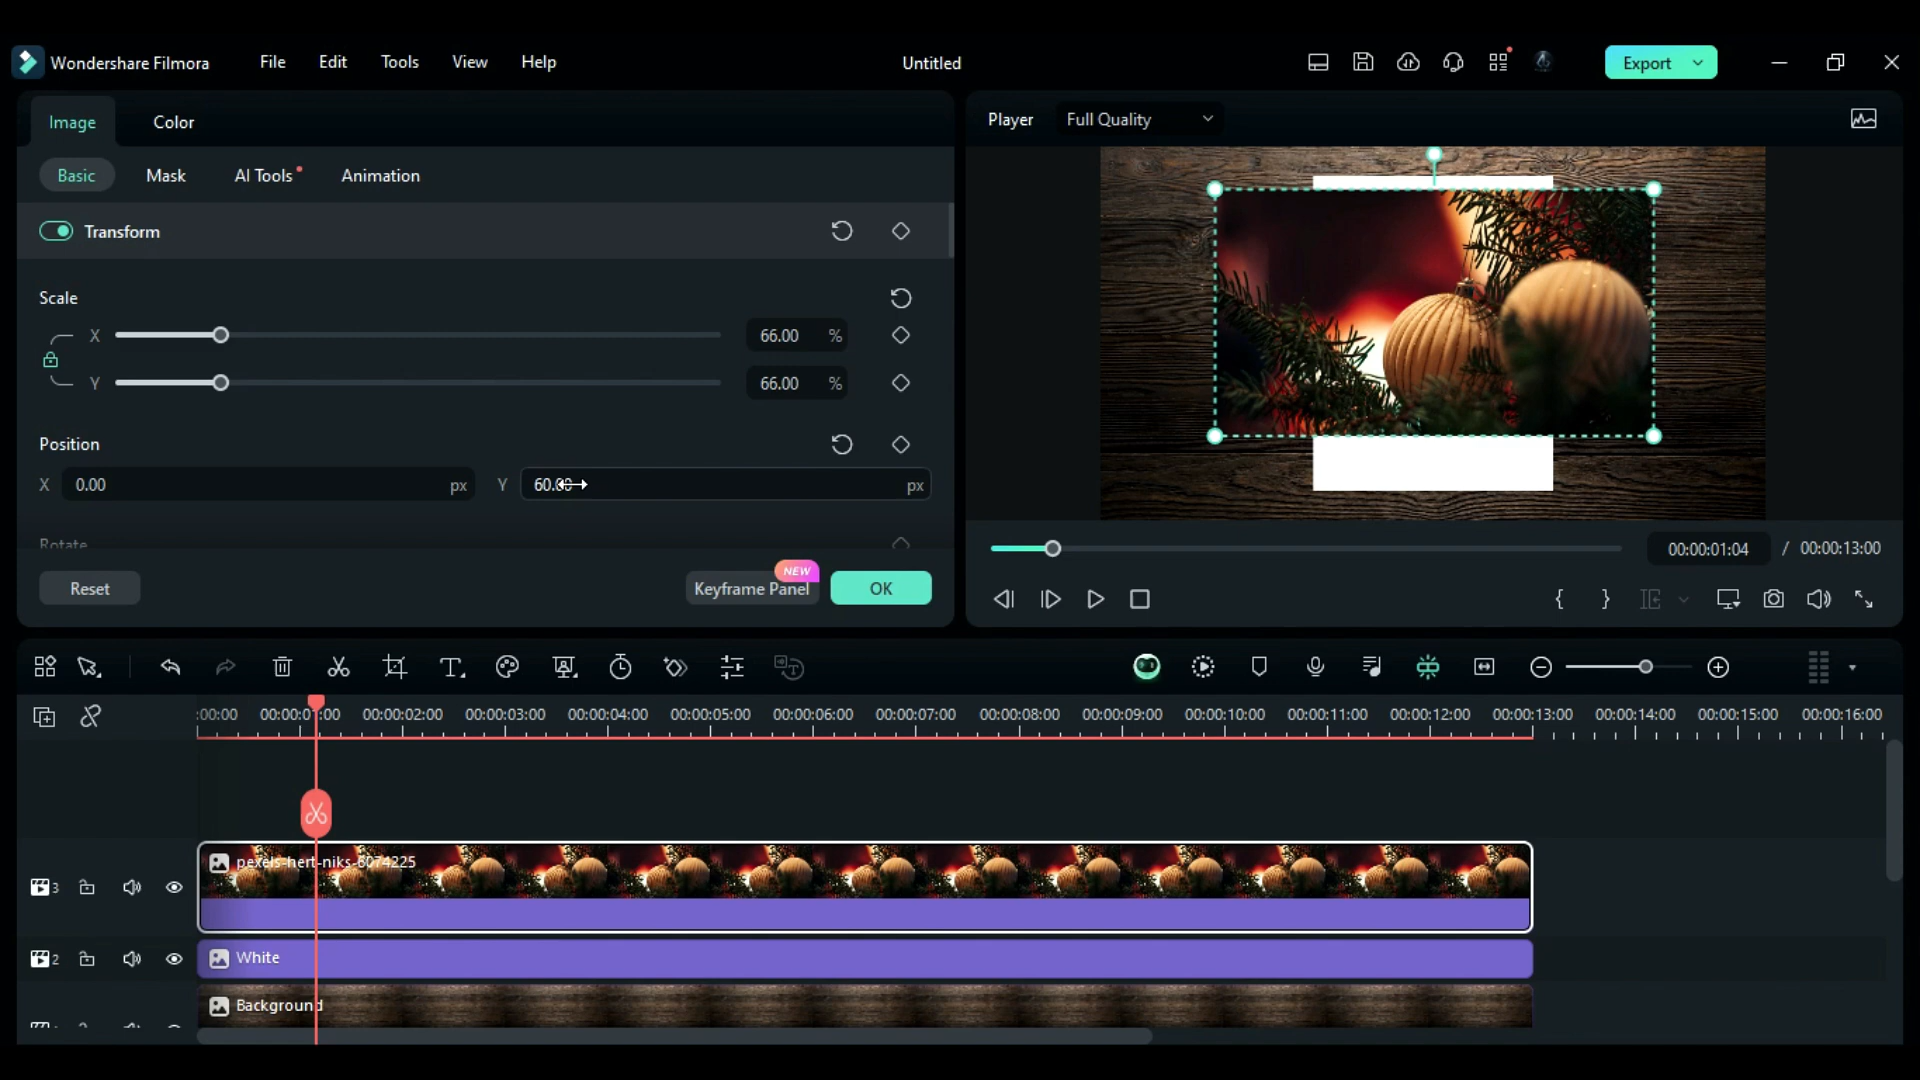 Wondershare Filmora File Edit Tools View Help Untitled Export
Image Color
Player Full Quality
Basic Mask AI Tools Animation
Transform
Scale
X 66.00 %
Y 66.00 %
Position
X 0.00 px Y 60.00 px
Rotate
00:00:01:04 / 00:00:13:00
Reset Keyframe Panel NEW OK
:00:00 00:00:01:00 00:00:02:00 00:00:03:00 00:00:04:00 00:00:05:00 00:00:06:00 00:00:07:00 00:00:08:00 00:00:09:00 00:00:10:00 00:00:11:00 00:00:12:00 00:00:13:00 00:00:14:00 00:00:15:00 00:00:16:00
pexels-hert-niks-6074225
3
2 White
Background